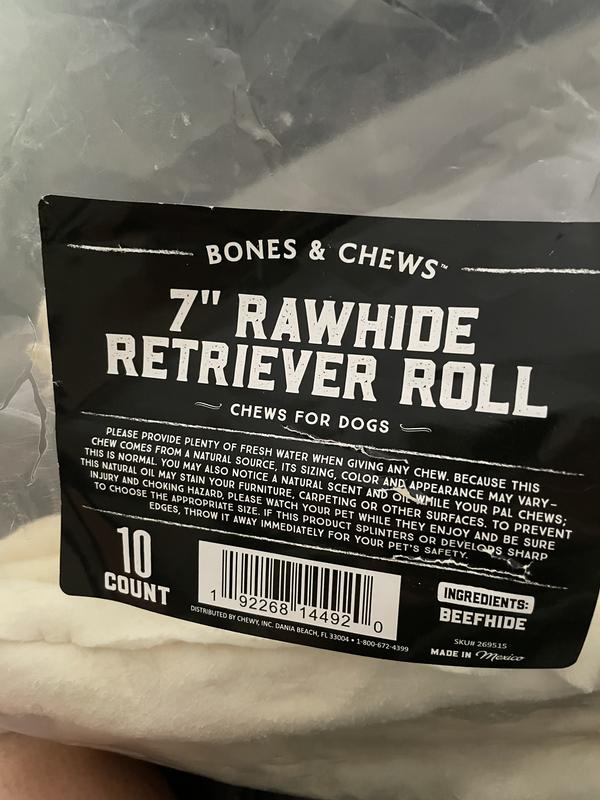 BONES & CHEWS™
7" RAWHIDE
RETRIEVER ROLL
CHEWS FOR DOGS
PLEASE PROVIDE PLENTY OF FRESH WATER WHEN GIVING ANY CHEW. BECAUSE THIS
CHEW COMES FROM A NATURAL SOURCE, ITS SIZING, COLOR AND APPEARANCE MAY VARY-
THIS IS NORMAL. YOU MAY ALSO NOTICE A NATURAL SCENT AND OIL WHILE YOUR PAL CHEWS;
THIS NATURAL OIL MAY STAIN YOUR FURNITURE, CARPETING OR OTHER SURFACES. TO PREVENT
INJURY AND CHOKING HAZARD, PLEASE WATCH YOUR PET WHILE THEY ENJOY AND BE SURE
TO CHOOSE THE APPROPRIATE SIZE. IF THIS PRODUCT SPLINTERS OR DEVELOPS SHARP
EDGES, THROW IT AWAY IMMEDIATELY FOR YOUR PET'S SAFETY.
10
COUNT
1 92268 14492 0
DISTRIBUTED BY CHEWY, INC. DANIA BEACH, FL 33004 • 1-800-672-4399
INGREDIENTS:
BEEFHIDE
SKU# 269515
MADE IN Mexico